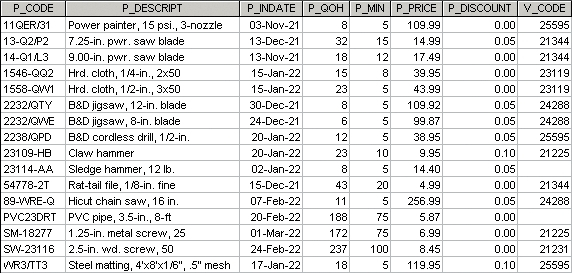 P_CODE P_DESCRIPT P_INDATE P_QOH P_MIN P_PRICE P_DISCOUNT V_CODE
11QER/31 Power painter, 15 psi., 3-nozzle 03-Nov-21 8 5 109.99 0.00 25595
13-Q2/P2 7.25-in. pwr. saw blade 13-Dec-21 32 15 14.99 0.05 21344
14-Q1/L3 9.00-in. pwr. saw blade 13-Nov-21 18 12 17.49 0.00 21344
1546-QQ2 Hrd. cloth, 1/4-in., 2x50 15-Jan-22 15 8 39.95 0.00 23119
1558-QW1 Hrd. cloth, 1/2-in., 3x50 15-Jan-22 23 5 43.99 0.00 23119
2232/QTY B&D jigsaw, 12-in. blade 30-Dec-21 8 5 109.92 0.05 24288
2232/QWE B&D jigsaw, 8-in. blade 24-Dec-21 6 5 99.87 0.05 24288
2238/QPD B&D cordless drill, 1/2-in. 20-Jan-22 12 5 38.95 0.05 25595
23109-HB Claw hammer 20-Jan-22 23 10 9.95 0.10 21225
23114-AA Sledge hammer, 12 lb. 02-Jan-22 8 5 14.40 0.05
54778-2T Rat-tail file, 1/8-in. fine 15-Dec-21 43 20 4.99 0.00 21344
89-WRE-Q Hicut chain saw, 16 in. 07-Feb-22 11 5 256.99 0.05 24288
PVC23DRT PVC pipe, 3.5-in., 8-ft 20-Feb-22 188 75 5.87 0.00
SM-18277 1.25-in. metal screw, 25 01-Mar-22 172 75 6.99 0.00 21225
SW-23116 2.5-in. wd. screw, 50 24-Feb-22 237 100 8.45 0.00 21231
WR3/TT3 Steel matting, 4'x8'x1/6", .5" mesh 17-Jan-22 18 5 119.95 0.10 25595